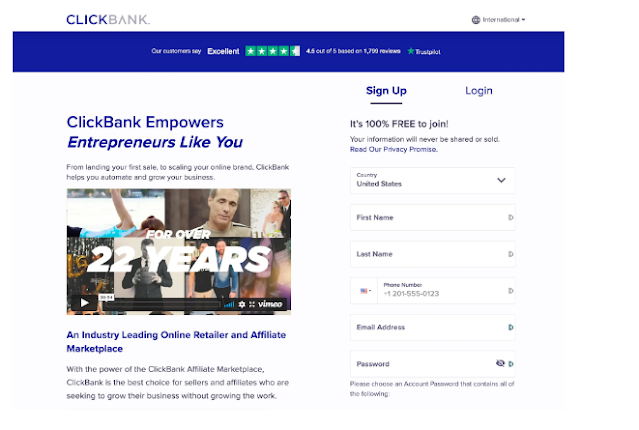 CLICKBANK.
International
Our customers say Excellent 4.5 out of 5 based on 1,799 reviews Trustpilot
Sign Up Login
ClickBank Empowers
Entrepreneurs Like You
From landing your first sale, to scaling your online brand, ClickBank
helps you automate and grow your business.
FOR OVER
22 YEARS
vimeo
An Industry Leading Online Retailer and Affiliate
Marketplace
With the power of the ClickBank Affiliate Marketplace,
ClickBank is the best choice for sellers and affiliates who are
seeking to grow their business without growing the work.
It's 100% FREE to join!
Your information will never be shared or sold.
Read Our Privacy Promise.
Country
United States
First Name
Last Name
Phone Number
+1 201-555-0123
Email Address
Password
Please choose an Account Password that contains all of
the following: